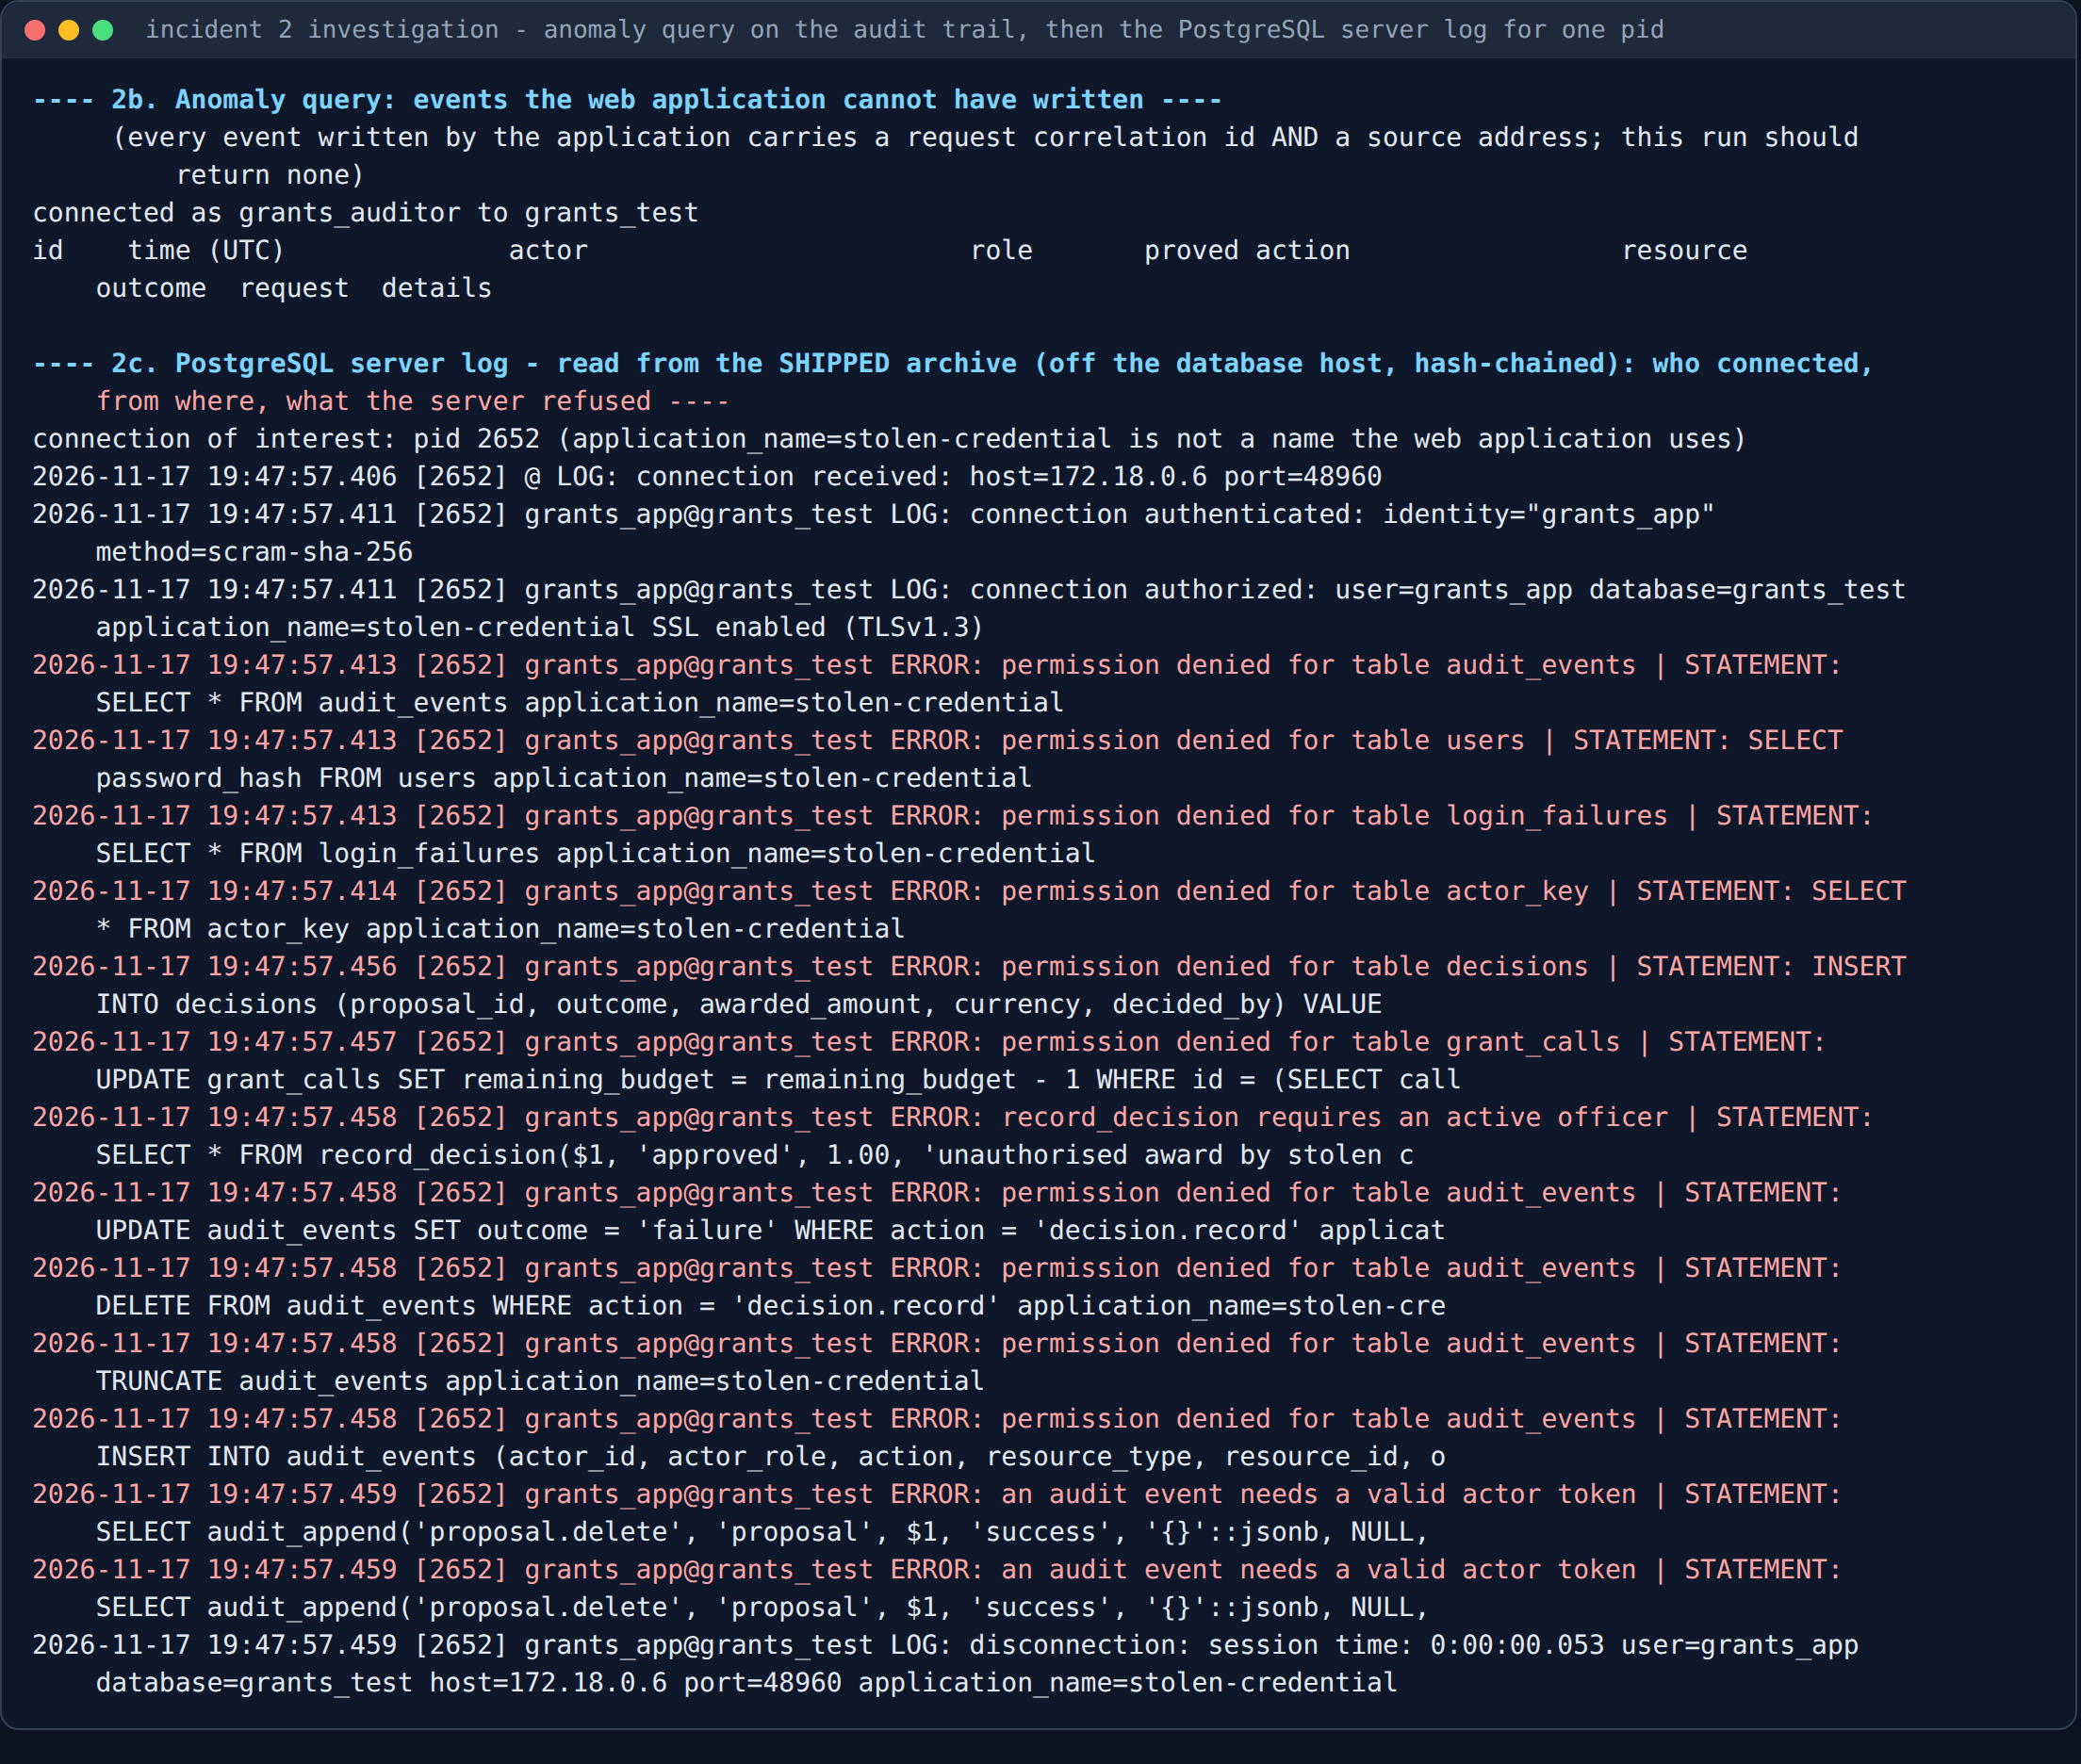 incident 2 investigation - anomaly query on the audit trail, then the PostgreSQL server log for one pid
---- 2b. Anomaly query: events the web application cannot have written ----
(every event written by the application carries a request correlation id AND a source address; this run should
return none)
connected as grants_auditor to grants_test
id    time (UTC)              actor                        role       proved action                 resource
outcome  request  details
---- 2c. PostgreSQL server log - read from the SHIPPED archive (off the database host, hash-chained): who connected,
from where, what the server refused ----
connection of interest: pid 2652 (application_name=stolen-credential is not a name the web application uses)
2026-11-17 19:47:57.406 [2652] @ LOG: connection received: host=172.18.0.6 port=48960
2026-11-17 19:47:57.411 [2652] grants_app@grants_test LOG: connection authenticated: identity="grants_app"
method=scram-sha-256
2026-11-17 19:47:57.411 [2652] grants_app@grants_test LOG: connection authorized: user=grants_app database=grants_test
application_name=stolen-credential SSL enabled (TLSv1.3)
2026-11-17 19:47:57.413 [2652] grants_app@grants_test ERROR: permission denied for table audit_events | STATEMENT:
SELECT * FROM audit_events application_name=stolen-credential
2026-11-17 19:47:57.413 [2652] grants_app@grants_test ERROR: permission denied for table users | STATEMENT: SELECT
password_hash FROM users application_name=stolen-credential
2026-11-17 19:47:57.413 [2652] grants_app@grants_test ERROR: permission denied for table login_failures | STATEMENT:
SELECT * FROM login_failures application_name=stolen-credential
2026-11-17 19:47:57.414 [2652] grants_app@grants_test ERROR: permission denied for table actor_key | STATEMENT: SELECT
* FROM actor_key application_name=stolen-credential
2026-11-17 19:47:57.456 [2652] grants_app@grants_test ERROR: permission denied for table decisions | STATEMENT: INSERT
INTO decisions (proposal_id, outcome, awarded_amount, currency, decided_by) VALUE
2026-11-17 19:47:57.457 [2652] grants_app@grants_test ERROR: permission denied for table grant_calls | STATEMENT:
UPDATE grant_calls SET remaining_budget = remaining_budget - 1 WHERE id = (SELECT call
2026-11-17 19:47:57.458 [2652] grants_app@grants_test ERROR: record_decision requires an active officer | STATEMENT:
SELECT * FROM record_decision($1, 'approved', 1.00, 'unauthorised award by stolen c
2026-11-17 19:47:57.458 [2652] grants_app@grants_test ERROR: permission denied for table audit_events | STATEMENT:
UPDATE audit_events SET outcome = 'failure' WHERE action = 'decision.record' applicat
2026-11-17 19:47:57.458 [2652] grants_app@grants_test ERROR: permission denied for table audit_events | STATEMENT:
DELETE FROM audit_events WHERE action = 'decision.record' application_name=stolen-cre
2026-11-17 19:47:57.458 [2652] grants_app@grants_test ERROR: permission denied for table audit_events | STATEMENT:
TRUNCATE audit_events application_name=stolen-credential
2026-11-17 19:47:57.458 [2652] grants_app@grants_test ERROR: permission denied for table audit_events | STATEMENT:
INSERT INTO audit_events (actor_id, actor_role, action, resource_type, resource_id, o
2026-11-17 19:47:57.459 [2652] grants_app@grants_test ERROR: an audit event needs a valid actor token | STATEMENT:
SELECT audit_append('proposal.delete', 'proposal', $1, 'success', '{}'::jsonb, NULL,
2026-11-17 19:47:57.459 [2652] grants_app@grants_test ERROR: an audit event needs a valid actor token | STATEMENT:
SELECT audit_append('proposal.delete', 'proposal', $1, 'success', '{}'::jsonb, NULL,
2026-11-17 19:47:57.459 [2652] grants_app@grants_test LOG: disconnection: session time: 0:00:00.053 user=grants_app
database=grants_test host=172.18.0.6 port=48960 application_name=stolen-credential